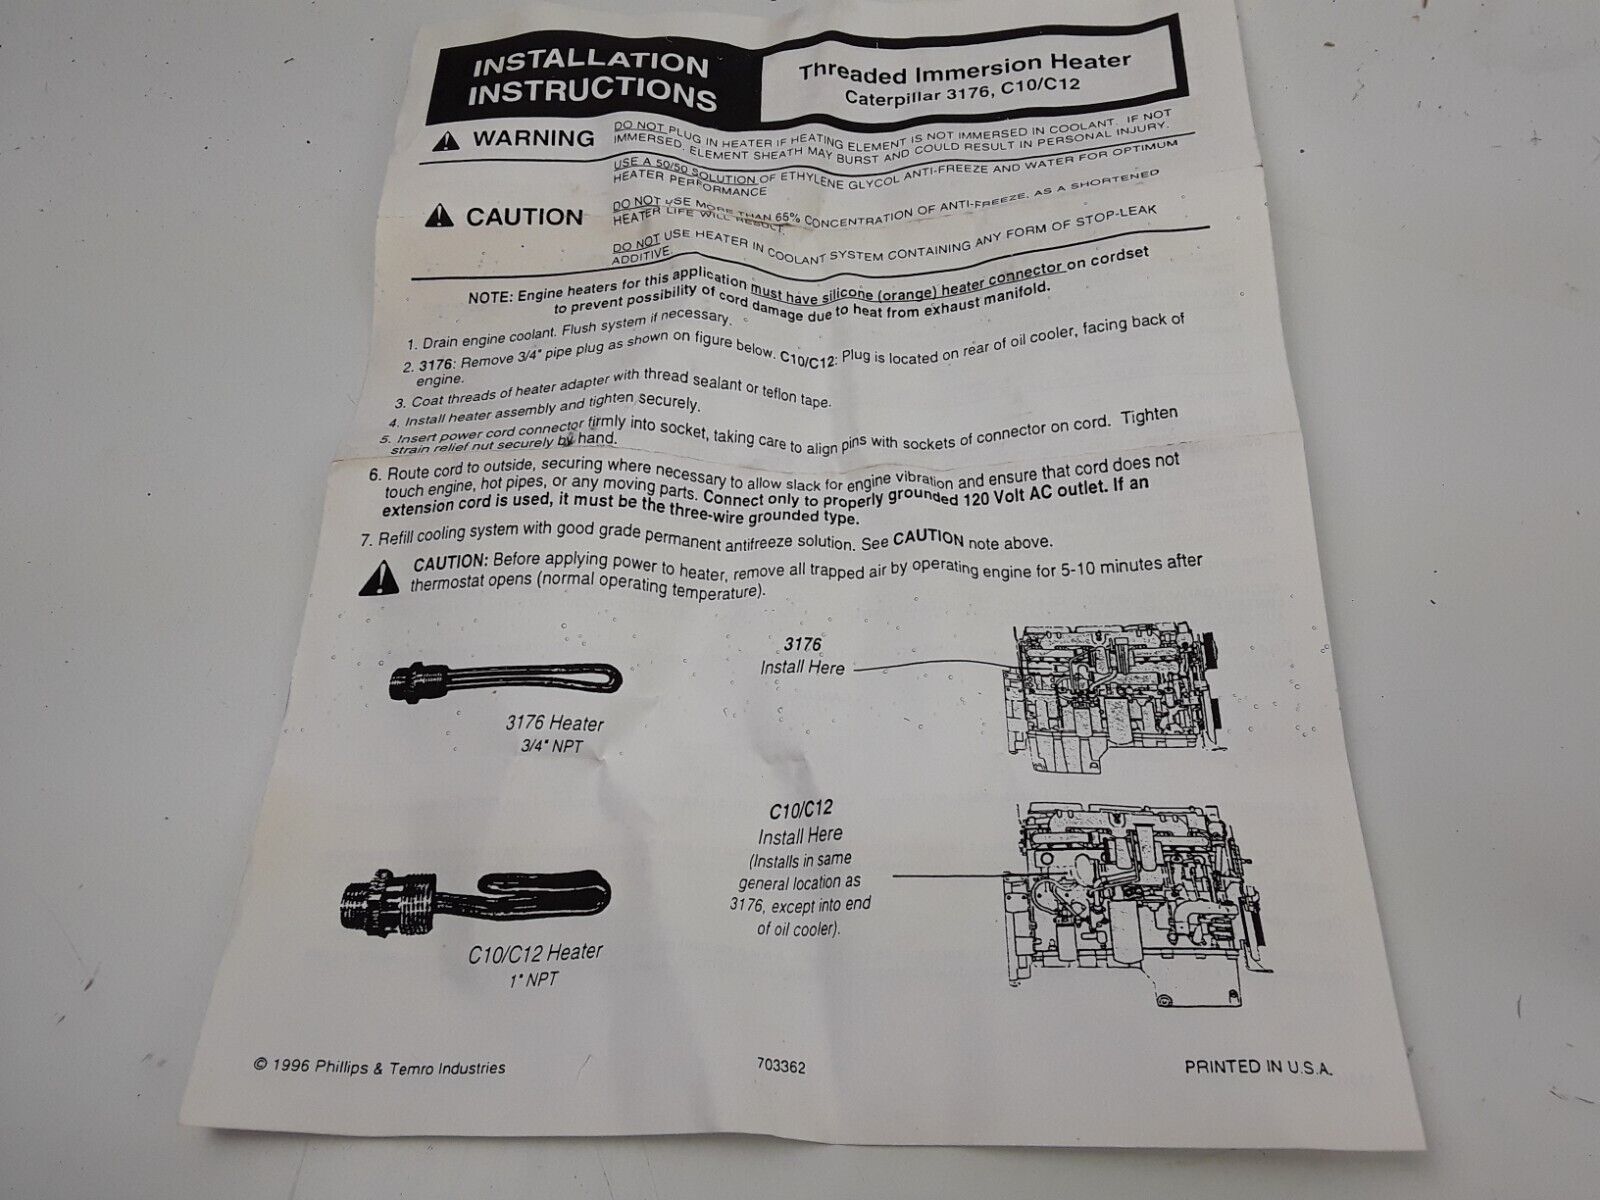 INSTALLATION
INSTRUCTIONS
Threaded Immersion Heater
Caterpillar 3176, C10/C12
WARNING
DO NOT PLUG IN HEATER IF HEATING ELEMENT IS NOT IMMERSED IN COOLANT. IF NOT
IMMERSED, ELEMENT SHEATH MAY BURST AND COULD RESULT IN PERSONAL INJURY.
USE A 50/50 SOLUTION OF ETHYLENE GLYCOL ANTI-FREEZE AND WATER FOR OPTIMUM
HEATER PERFORMANCE
CAUTION
DO NOT USE MORE THAN 65% CONCENTRATION OF ANTI-FREEZE, AS A SHORTENED
HEATER LIFE WILL RESULT.
DO NOT USE HEATER IN COOLANT SYSTEM CONTAINING ANY FORM OF STOP-LEAK
ADDITIVE.
NOTE: Engine heaters for this application must have silicone (orange) heater connector on cordset
to prevent possibility of cord damage due to heat from exhaust manifold.
1. Drain engine coolant. Flush system if necessary.
2. 3176: Remove 3/4" pipe plug as shown on figure below. C10/C12: Plug is located on rear of oil cooler, facing back of
engine.
3. Coat threads of heater adapter with thread sealant or teflon tape.
4. Install heater assembly and tighten securely.
5. Insert power cord connector firmly into socket, taking care to align pins with sockets of connector on cord. Tighten
strain relief nut securely by hand.
6. Route cord to outside, securing where necessary to allow slack for engine vibration and ensure that cord does not
touch engine, hot pipes, or any moving parts. Connect only to properly grounded 120 Volt AC outlet. If an
extension cord is used, it must be the three-wire grounded type.
7. Refill cooling system with good grade permanent antifreeze solution. See CAUTION note above.
CAUTION: Before applying power to heater, remove all trapped air by operating engine for 5-10 minutes after
thermostat opens (normal operating temperature).
3176
Install Here
3176 Heater
3/4" NPT
C10/C12
Install Here
(Installs in same
general location as
3176, except into end
of oil cooler).
C10/C12 Heater
1" NPT
© 1996 Phillips & Temro Industries
703362
PRINTED IN U.S.A.